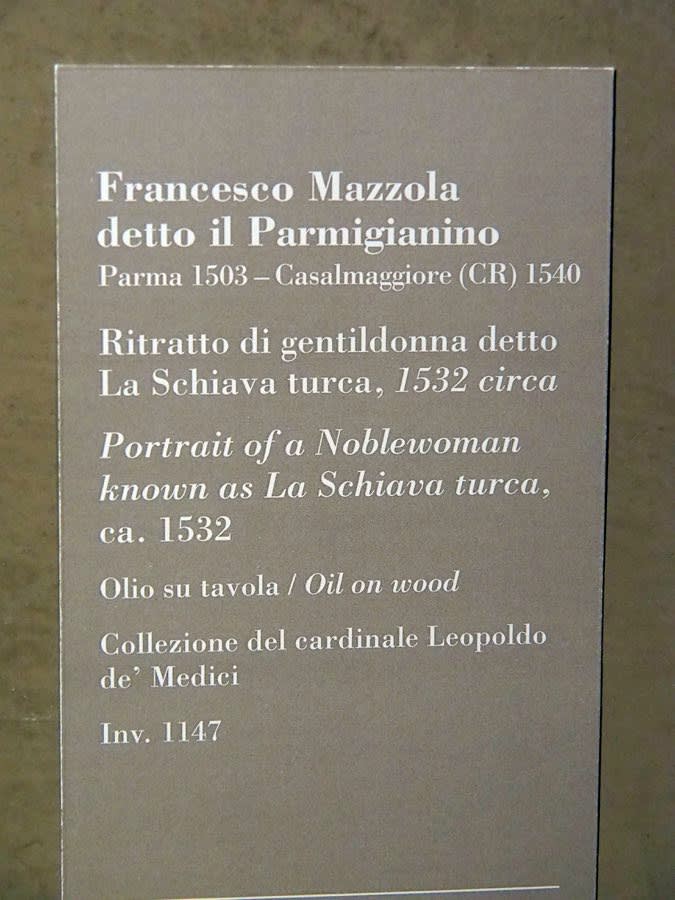 Francesco Mazzola
detto il Parmigianino
Parma 1503 – Casalmaggiore (CR) 1540
Ritratto di gentildonna detto
La Schiava turca, 1532 circa
Portrait of a Noblewoman
known as La Schiava turca,
ca. 1532
Olio su tavola / Oil on wood
Collezione del cardinale Leopoldo
de’ Medici
Inv. 1147